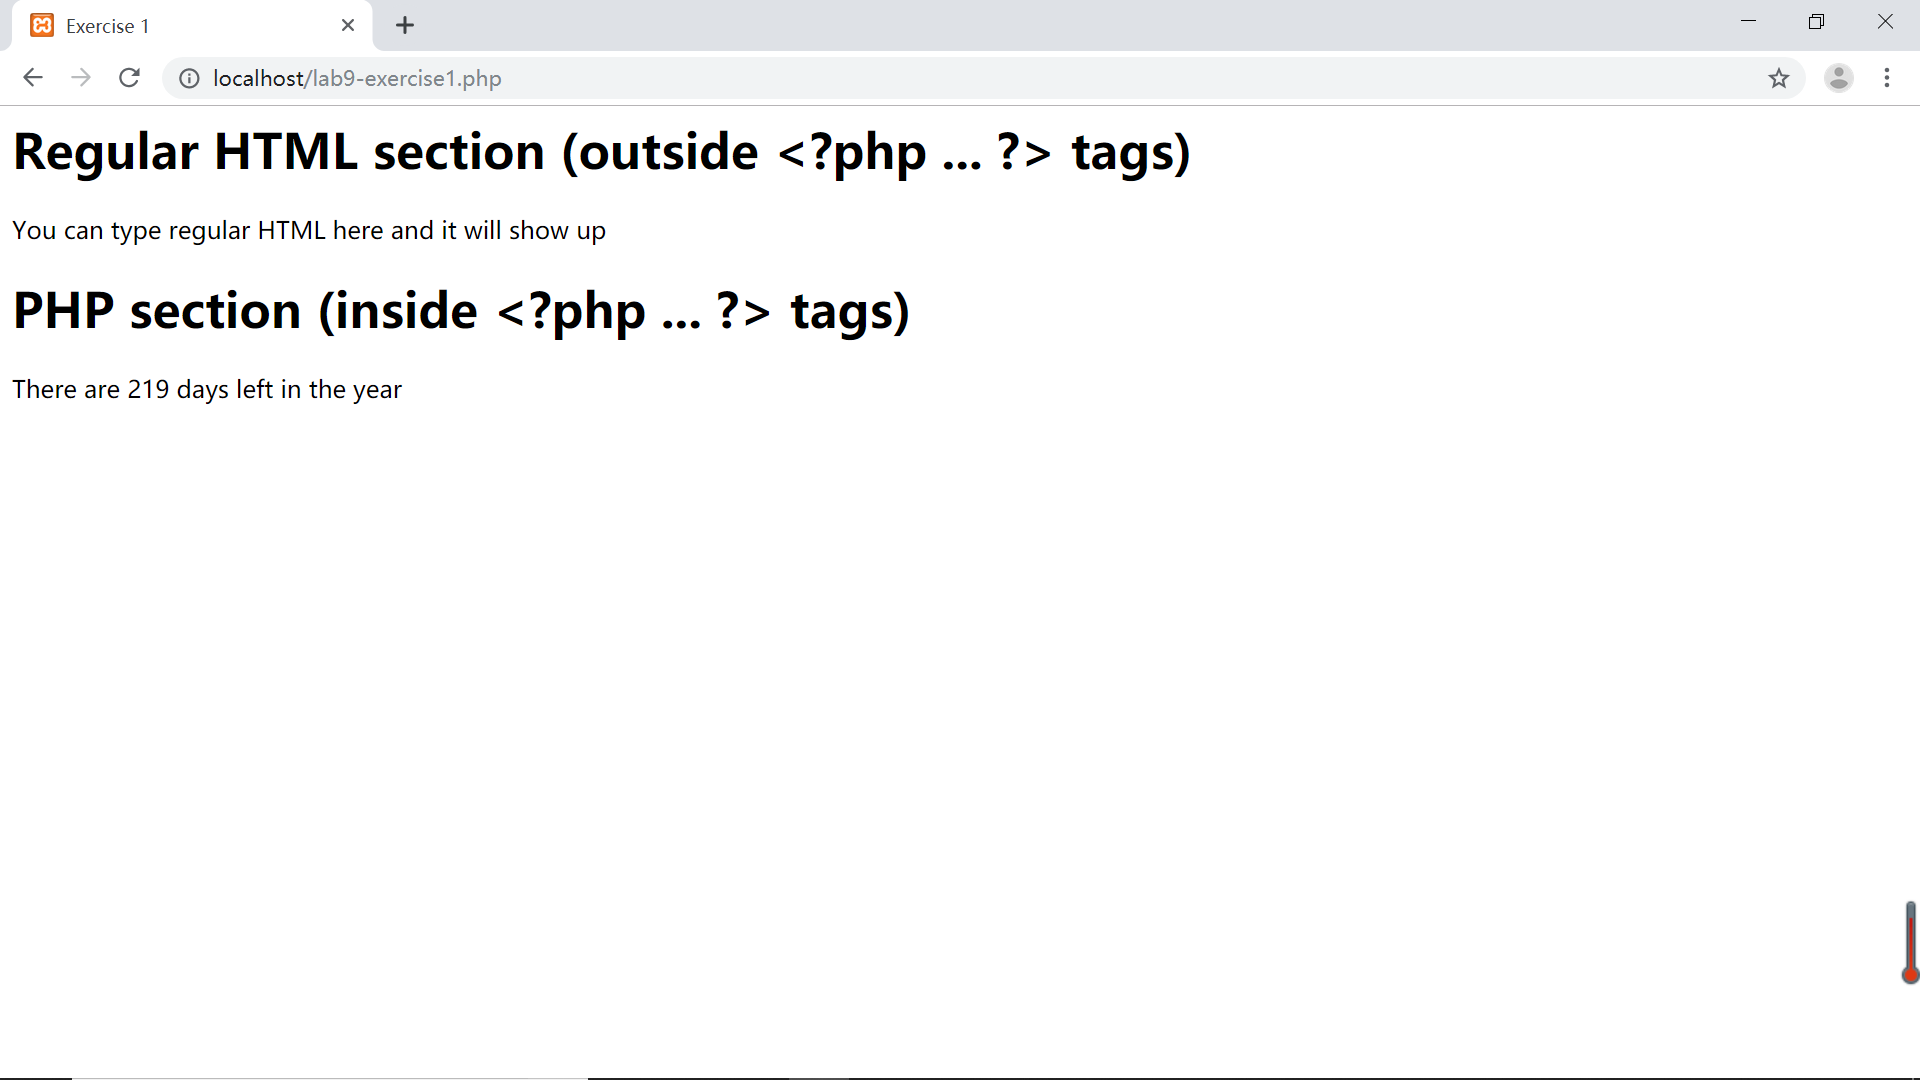 Exercise 1
localhost/lab9-exercise1.php
Regular HTML section (outside <?php ... ?> tags)
You can type regular HTML here and it will show up
PHP section (inside <?php ... ?> tags)
There are 219 days left in the year